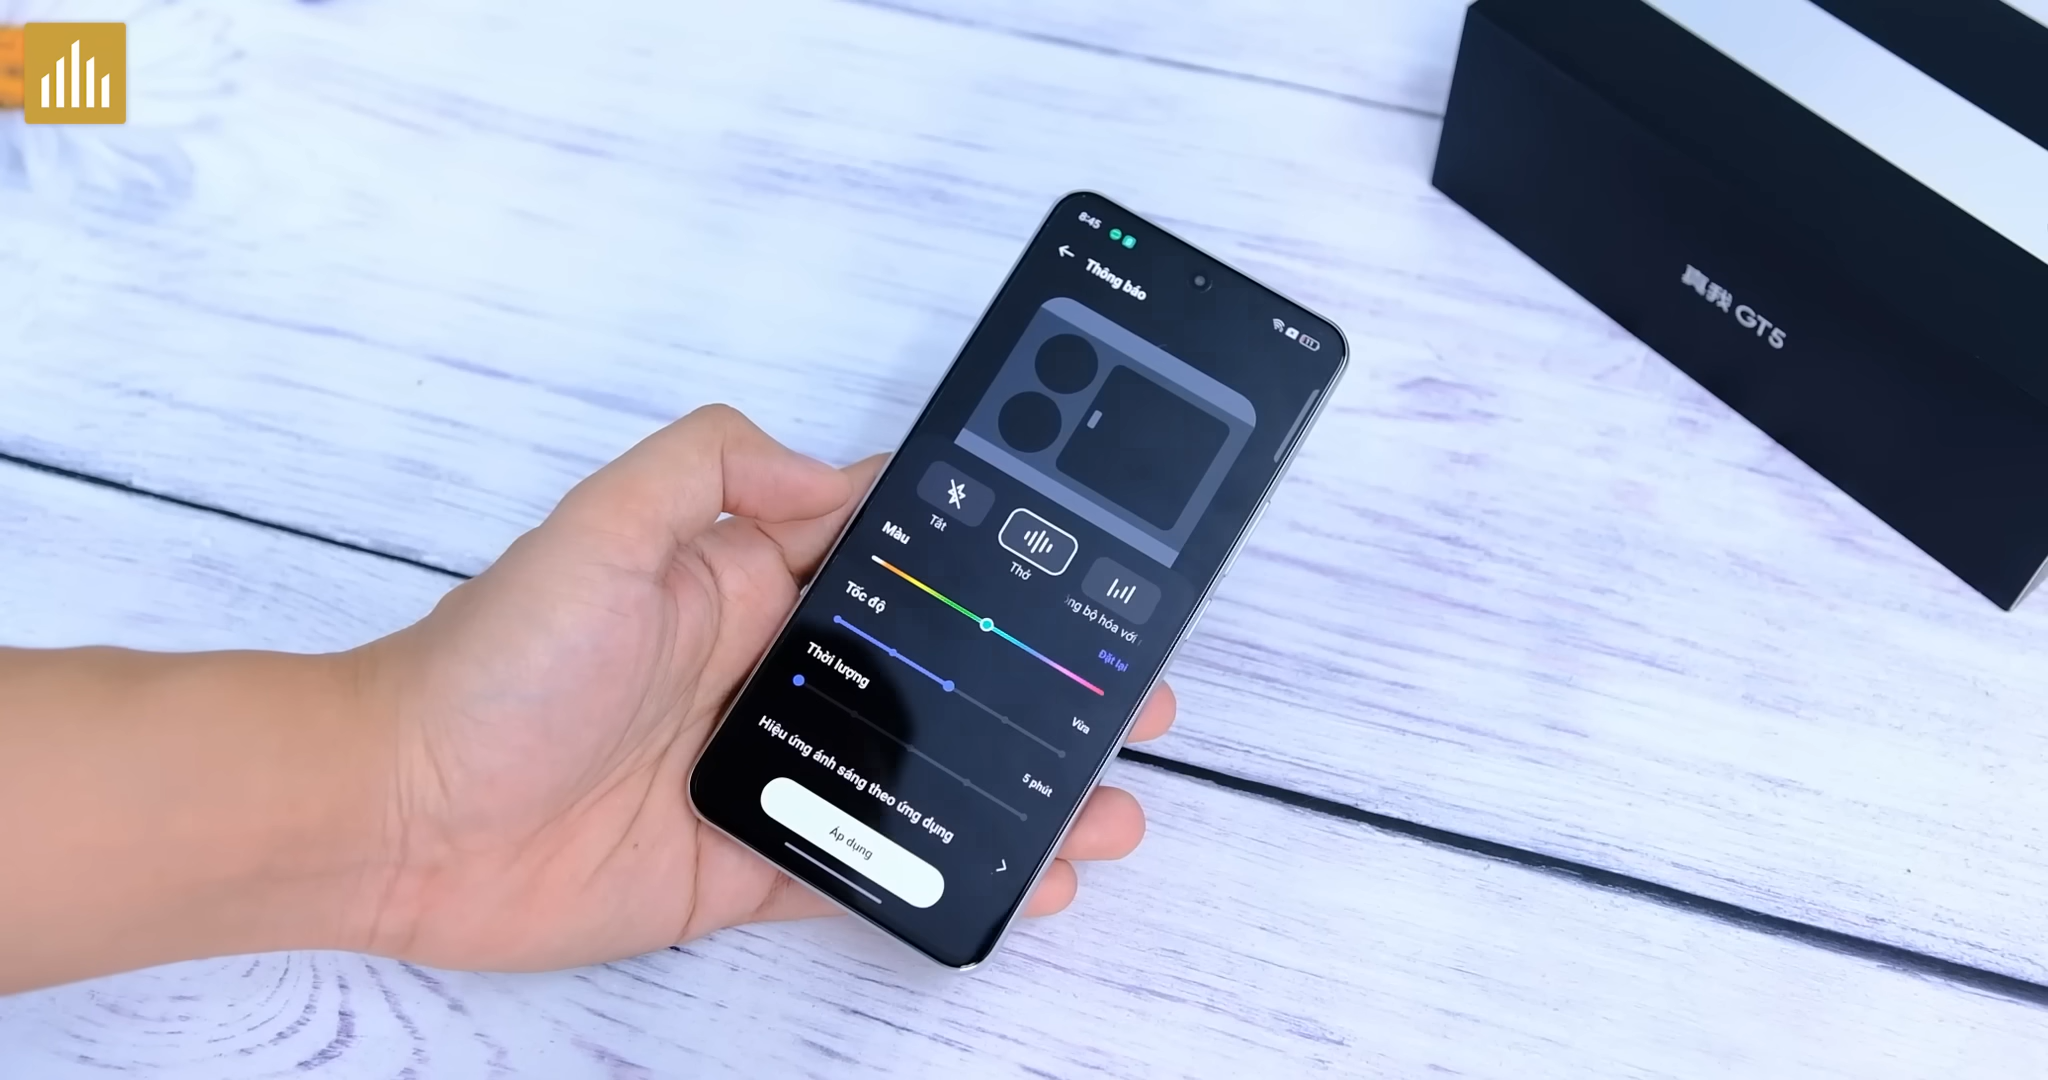 8:45
11
Thông báo
Tắt
Thở
ng bộ hóa với
Màu
Đặt lại
Tốc độ
Vừa
Thời lượng
5 phút
Hiệu ứng ánh sáng theo ứng dụng
Áp dụng
真我 GT5